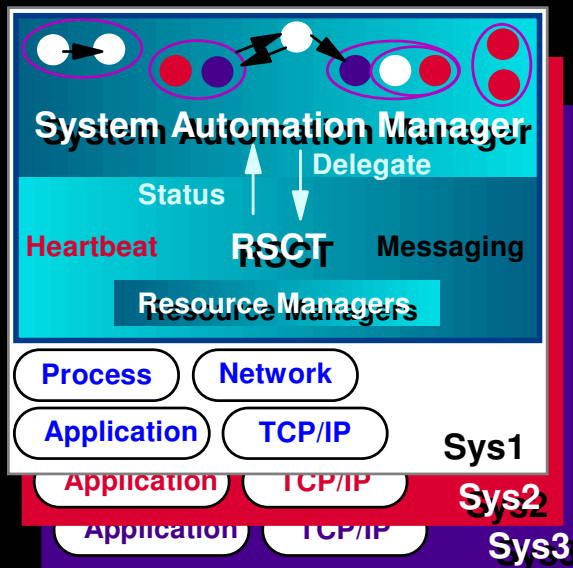 System Automation Manager
Delegate
Status
Heartbeat
RSCT
Messaging
Resource Managers
Process
Network
Application
TCP/IP
Sys1
Application
TCP/IP
Sys2
Application
TCP/IP
Sys3